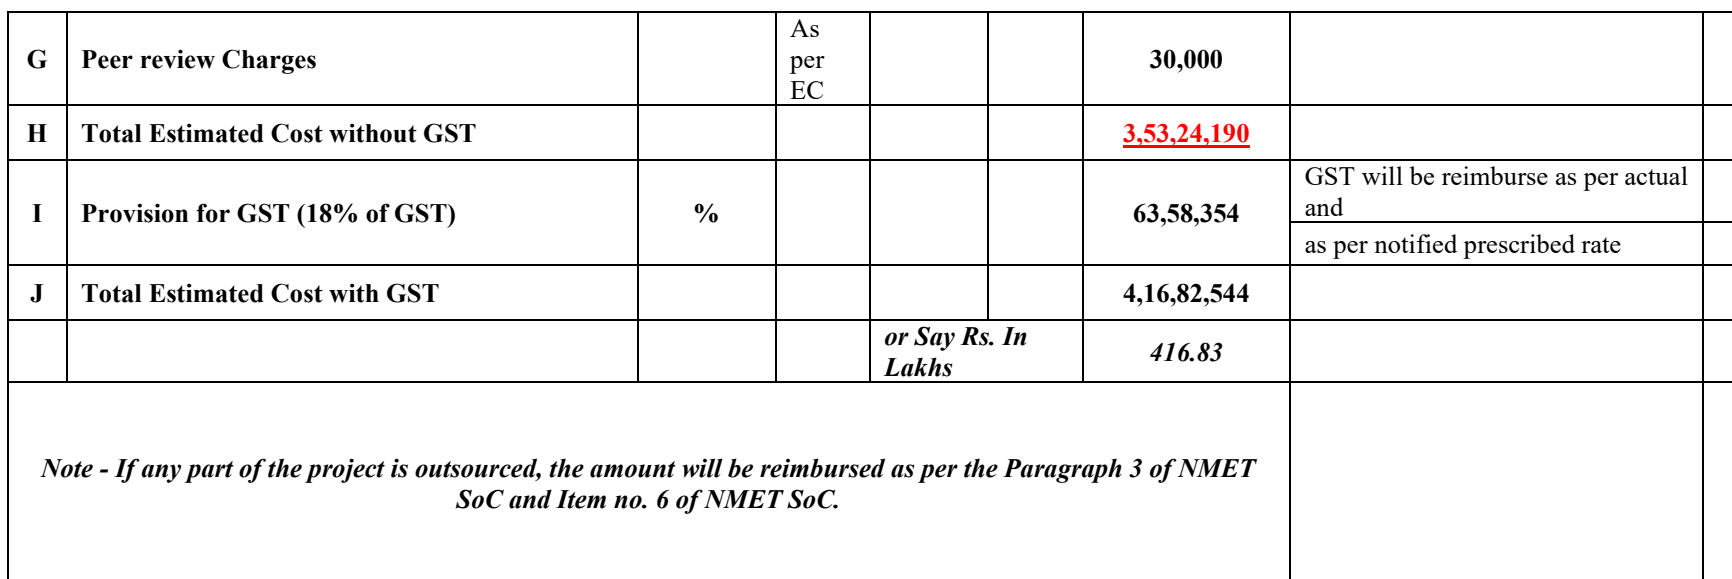 G Peer review Charges As per EC 30,000
H Total Estimated Cost without GST 3,53,24,190
I Provision for GST (18% of GST) % 63,58,354 GST will be reimburse as per actual and
as per notified prescribed rate
J Total Estimated Cost with GST 4,16,82,544
or Say Rs. In Lakhs 416.83
Note - If any part of the project is outsourced, the amount will be reimbursed as per the Paragraph 3 of NMET
SoC and Item no. 6 of NMET SoC.